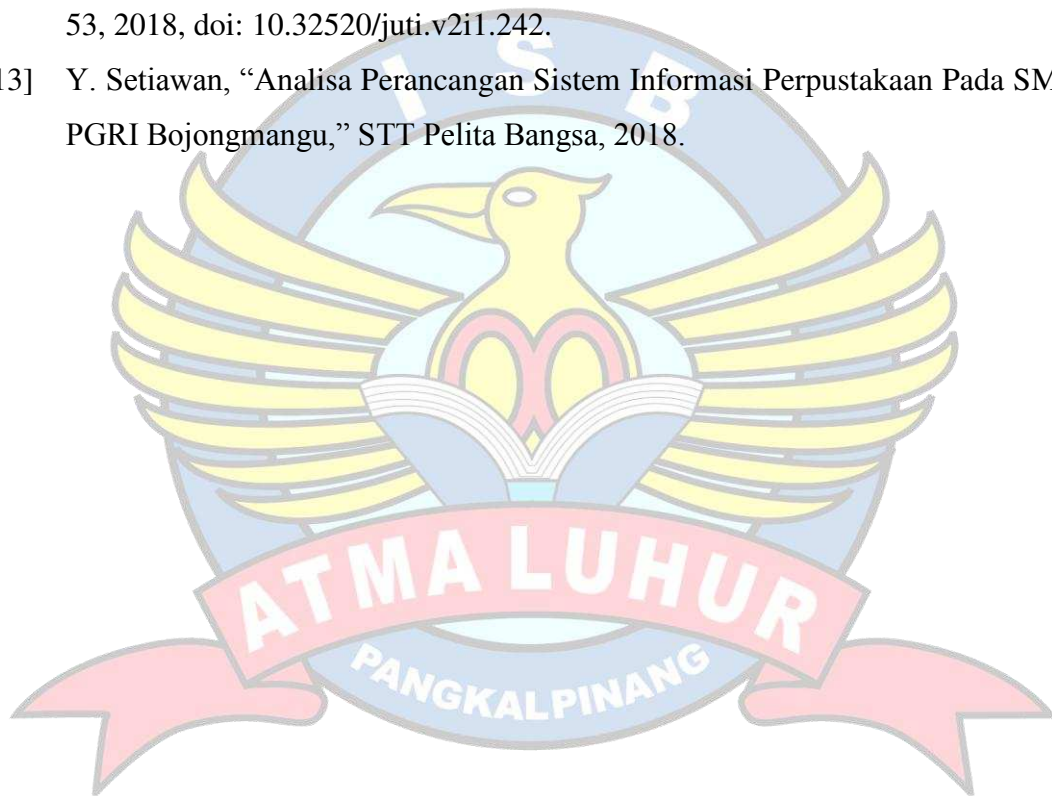 53, 2018, doi: 10.32520/juti.v2i1.242.
13] Y. Setiawan, “Analisa Perancangan Sistem Informasi Perpustakaan Pada SM
PGRI Bojongmangu,” STT Pelita Bangsa, 2018.
I S B
ATMA LUHUR
PANGKALPINANG